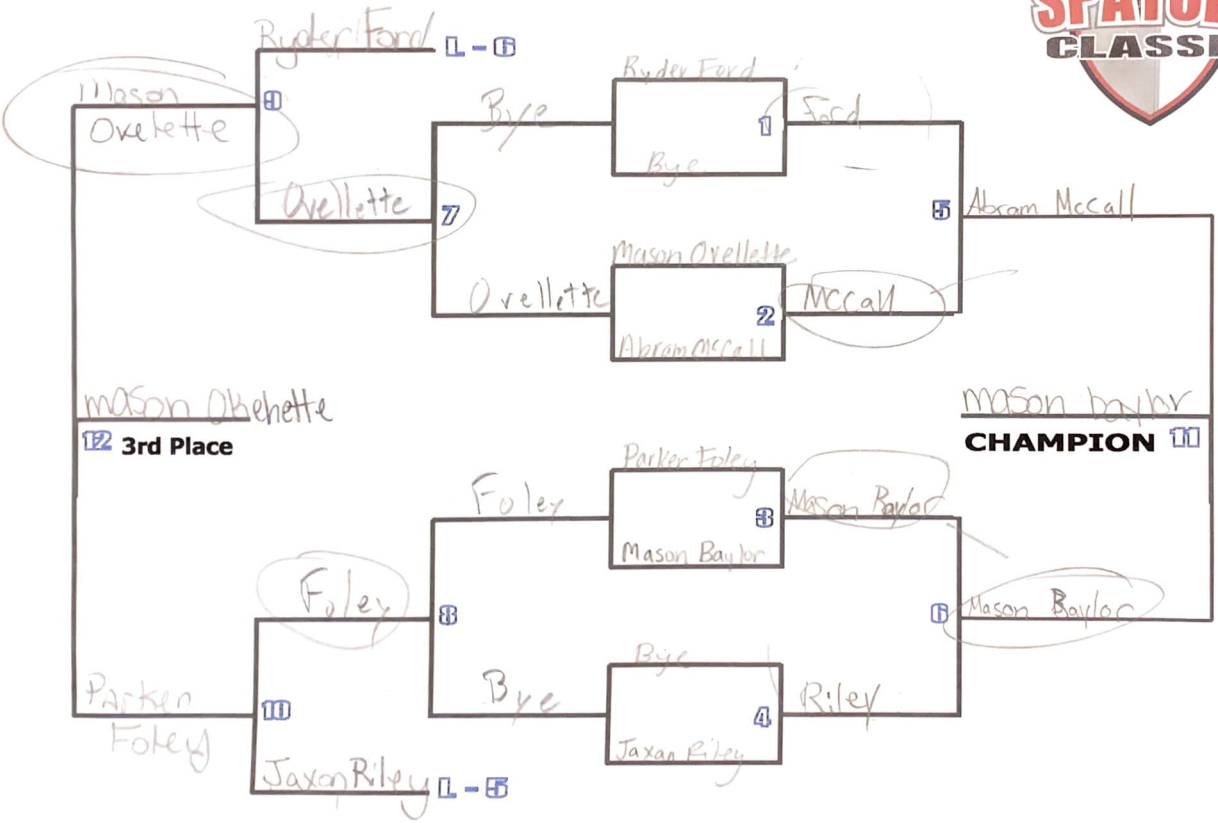 SPATOLA
CLASSI
Ryder Ford L-6
Ryder Ford
Mason
Ovelette
9
Bye
1
Ford
Bye
Ovellette
7
5
Abram McCall
Mason Ovellette
Ovellette
2
McCall
Abram McCall
mason
12 3rd Place
mason baylor
CHAMPION 11
Parker Foley
Foley
3
Mason Baylor
Mason Baylor
Foley
8
6
Mason Baylor
Bye
Parker
Foley
10
Bye
4
Riley
Jaxan Riley
Jaxon Riley L-5